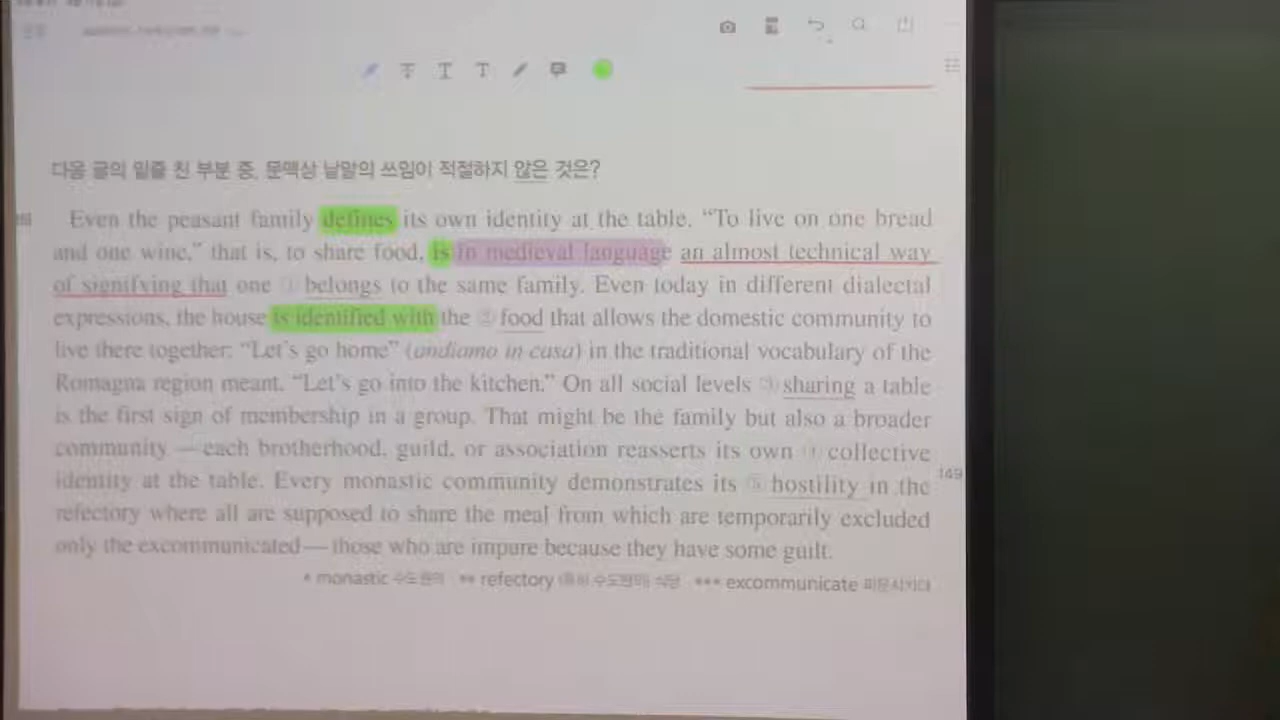 다음 글의 밑줄 친 부분 중, 문맥상 낱말의 쓰임이 적절하지 않은 것은?
Even the peasant family defines its own identity at the table. “To live on one bread
and one wine,” that is, to share food, is in medieval language an almost technical way
of signifying that one ① belongs to the same family. Even today in different dialectal
expressions, the house is identified with the ② food that allows the domestic community to
live there together: “Let's go home” (andiamo in casa) in the traditional vocabulary of the
Romagna region meant, “Let's go into the kitchen.” On all social levels ③ sharing a table
is the first sign of membership in a group. That might be the family but also a broader
community — each brotherhood, guild, or association reasserts its own ④ collective
identity at the table. Every monastic community demonstrates its ⑤ hostility in the
149
refectory where all are supposed to share the meal from which are temporarily excluded
only the excommunicated — those who are impure because they have some guilt.
* monastic 수도원의 ** refectory 수도원의 식당 *** excommunicate 파문시키다